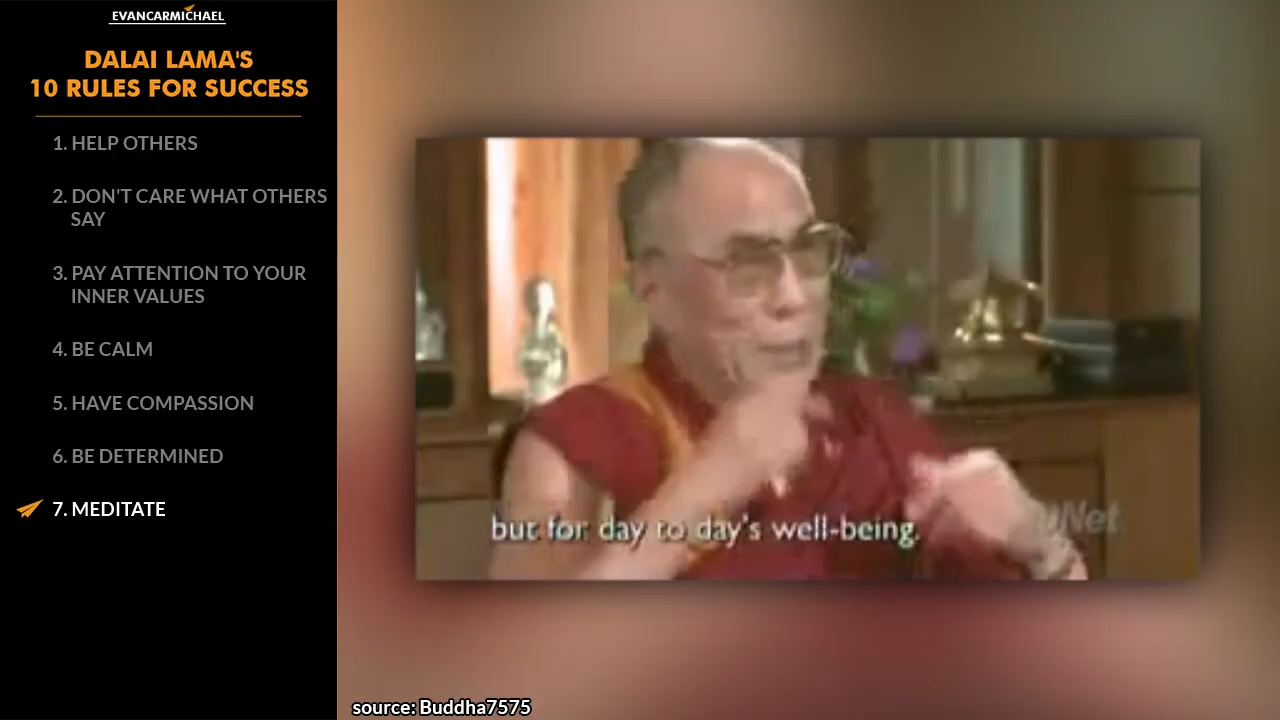 EVANCARMICHAEL
DALAI LAMA'S
10 RULES FOR SUCCESS
1. HELP OTHERS
2. DON'T CARE WHAT OTHERS
SAY
3. PAY ATTENTION TO YOUR
INNER VALUES
4. BE CALM
5. HAVE COMPASSION
6. BE DETERMINED
7. MEDITATE
but for day to day's well-being.
source: Buddha7575